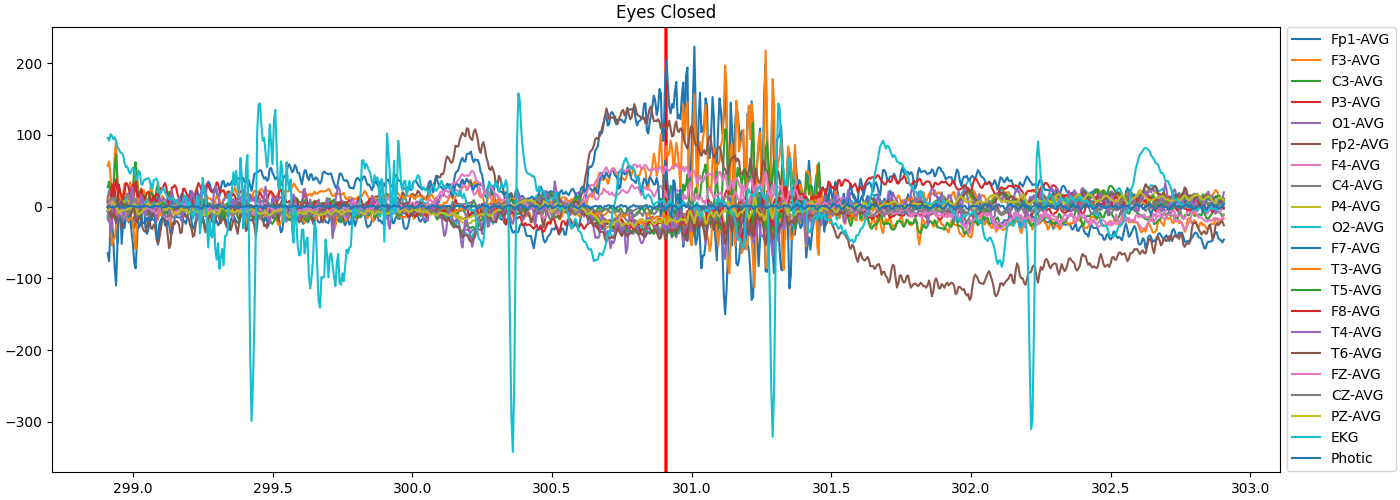 Eyes Closed
200
100
0
−100
−200
−300
299.0 299.5 300.0 300.5 301.0 301.5 302.0 302.5 303.0
Fp1-AVG
F3-AVG
C3-AVG
P3-AVG
O1-AVG
Fp2-AVG
F4-AVG
C4-AVG
P4-AVG
O2-AVG
F7-AVG
T3-AVG
T5-AVG
F8-AVG
T4-AVG
T6-AVG
FZ-AVG
CZ-AVG
PZ-AVG
EKG
Photic